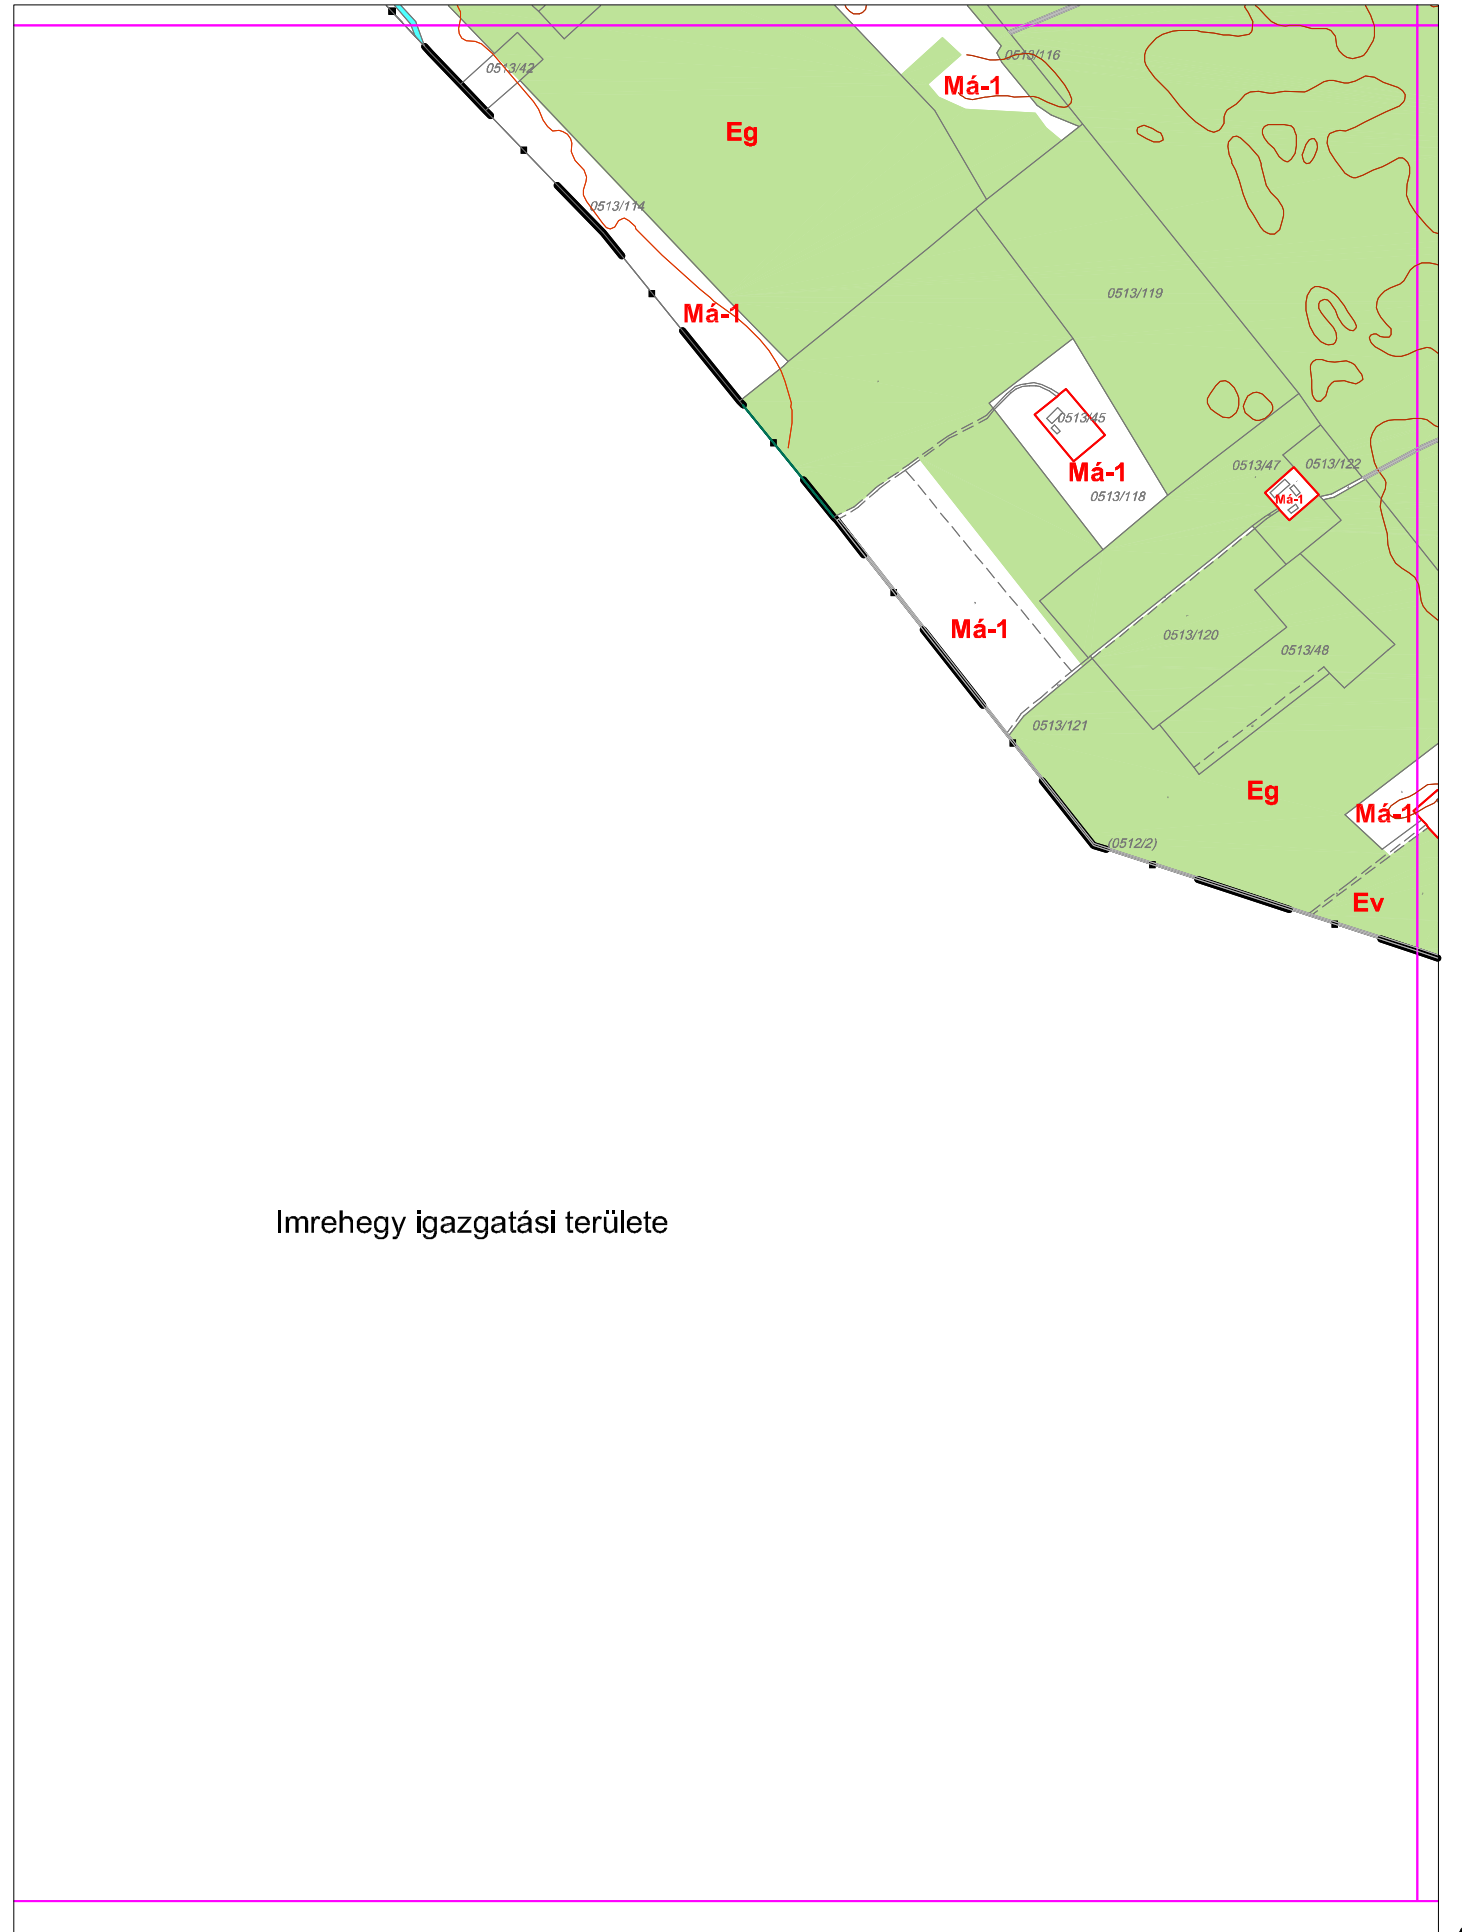 0513/116
0513/42
Má-1
Eg
0513/114
0513/119
Má-1
0513/45
Má-1
0513/47
0513/122
0513/118
Má-1
Má-1
0513/120
0513/48
0513/121
Eg
Má-1
(0512/2)
Ev
Imrehegy igazgatási területe